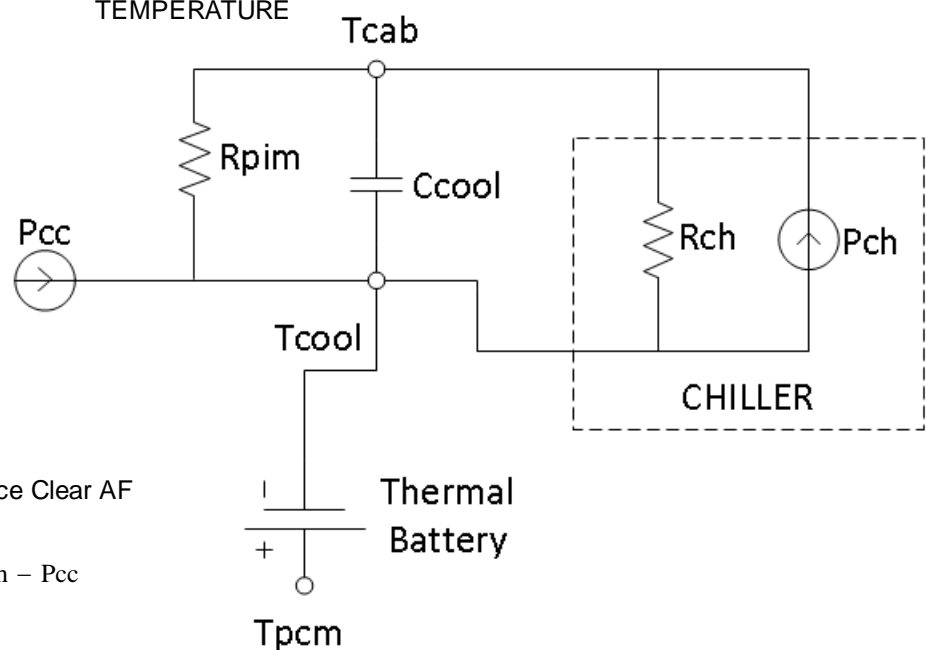 TEMPERATURE
Tcab
Rpim
Ccool
Pcc
Rch
Pch
Tcool
CHILLER
ce Clear AF
Thermal
Battery
+
n – Pcc
Tpcm